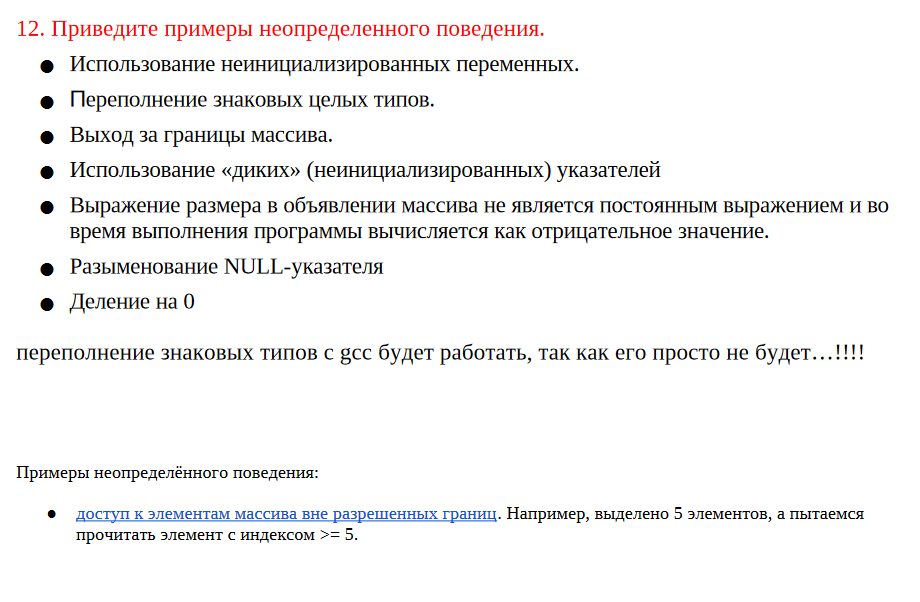 12. Приведите примеры неопределенного поведения.
● Использование неинициализированных переменных.
● Переполнение знаковых целых типов.
● Выход за границы массива.
● Использование «диких» (неинициализированных) указателей
● Выражение размера в объявлении массива не является постоянным выражением и во
время выполнения программы вычисляется как отрицательное значение.
● Разыменование NULL-указателя
● Деление на 0
переполнение знаковых типов с gcc будет работать, так как его просто не будет…!!!!
Примеры неопределённого поведения:
● доступ к элементам массива вне разрешенных границ. Например, выделено 5 элементов, а пытаемся
прочитать элемент с индексом >= 5.